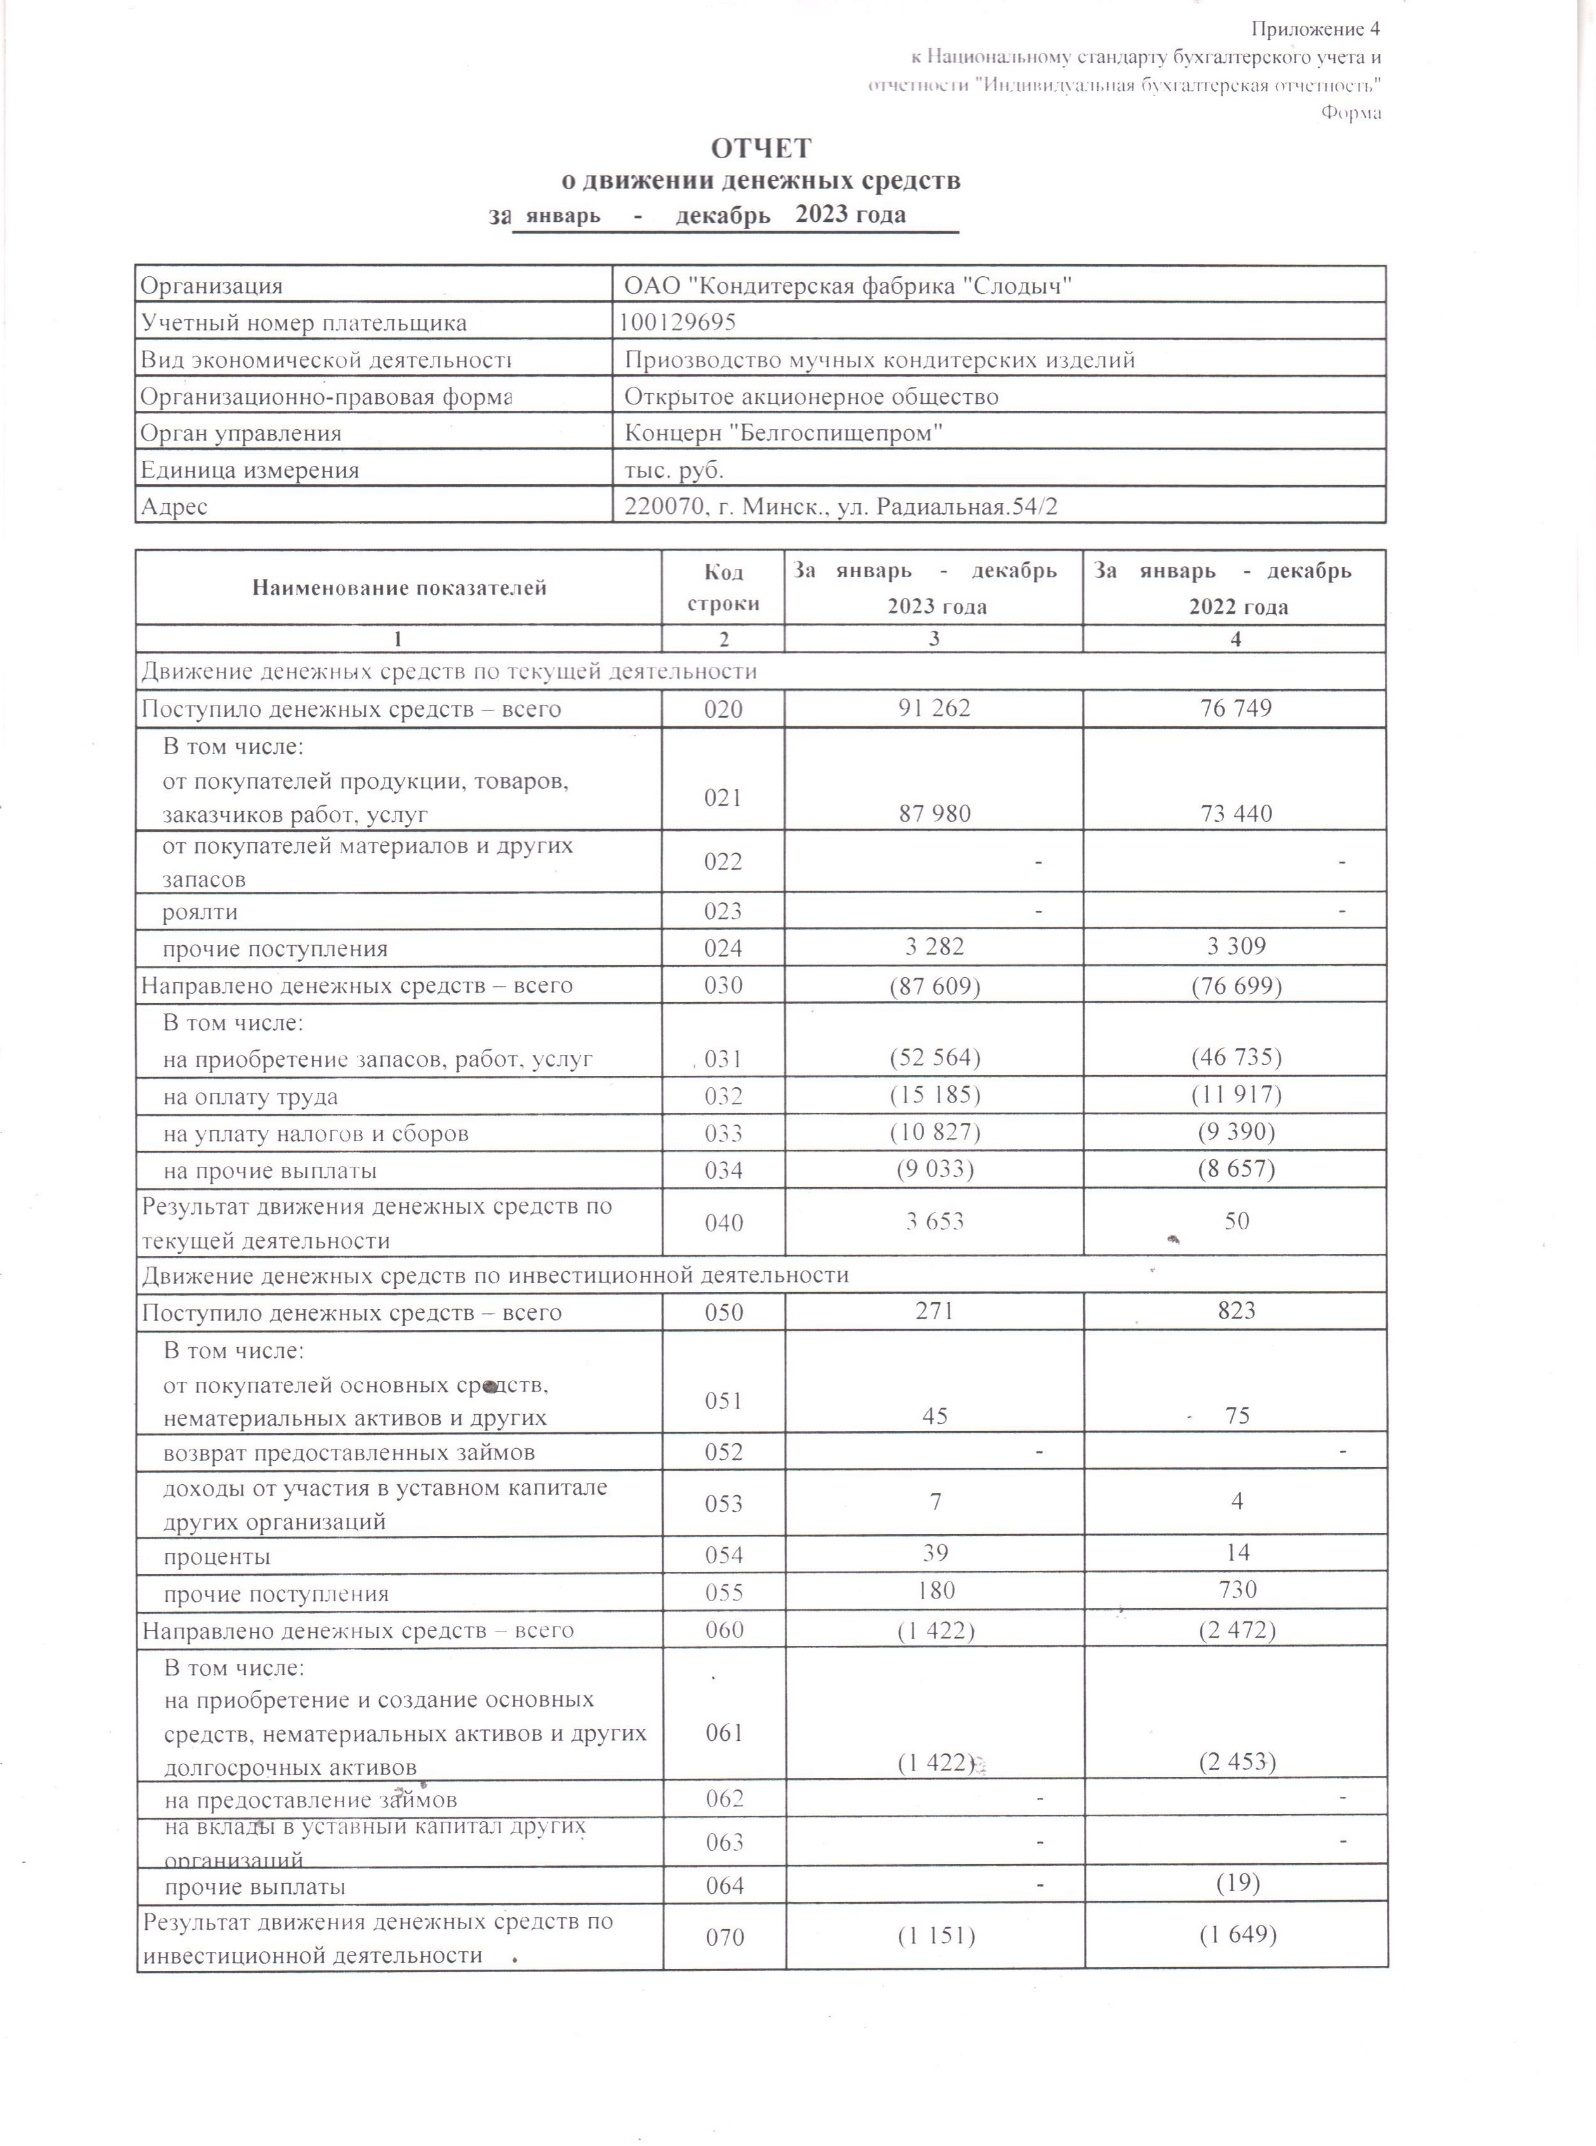 Приложение 4
к Национальному стандарту бухгалтерского учета и
отчетности "Индивидуальная бухгалтерская отчетность"
Форма
ОТЧЕТ
о движении денежных средств
за январь - декабрь 2023 года
Организация ОАО "Кондитерская фабрика "Слодыч"
Учетный номер плательщика 100129695
Вид экономической деятельности Приозводство мучных кондитерских изделий
Организационно-правовая форма Открытое акционерное общество
Орган управления Концерн "Белгоспищепром"
Единица измерения тыс. руб.
Адрес 220070, г. Минск., ул. Радиальная.54/2
Наименование показателей
Код
строки
За январь - декабрь
2023 года
За январь - декабрь
2022 года
1 2 3 4
Движение денежных средств по текущей деятельности
Поступило денежных средств – всего 020 91 262 76 749
В том числе:
от покупателей продукции, товаров,
заказчиков работ, услуг 021 87 980 73 440
от покупателей материалов и других
запасов 022 - -
роялти 023 - -
прочие поступления 024 3 282 3 309
Направлено денежных средств – всего 030 (87 609) (76 699)
В том числе:
на приобретение запасов, работ, услуг 031 (52 564) (46 735)
на оплату труда 032 (15 185) (11 917)
на уплату налогов и сборов 033 (10 827) (9 390)
на прочие выплаты 034 (9 033) (8 657)
Результат движения денежных средств по
текущей деятельности 040 3 653 50
Движение денежных средств по инвестиционной деятельности
Поступило денежных средств – всего 050 271 823
В том числе:
от покупателей основных средств,
нематериальных активов и других 051 45 75
возврат предоставленных займов 052 - -
доходы от участия в уставном капитале
других организаций 053 7 4
проценты 054 39 14
прочие поступления 055 180 730
Направлено денежных средств – всего 060 (1 422) (2 472)
В том числе:
на приобретение и создание основных
средств, нематериальных активов и других
долгосрочных активов 061 (1 422) (2 453)
на предоставление займов 062 - -
на вклады в уставный капитал других
организаций 063 - -
прочие выплаты 064 - (19)
Результат движения денежных средств по
инвестиционной деятельности 070 (1 151) (1 649)